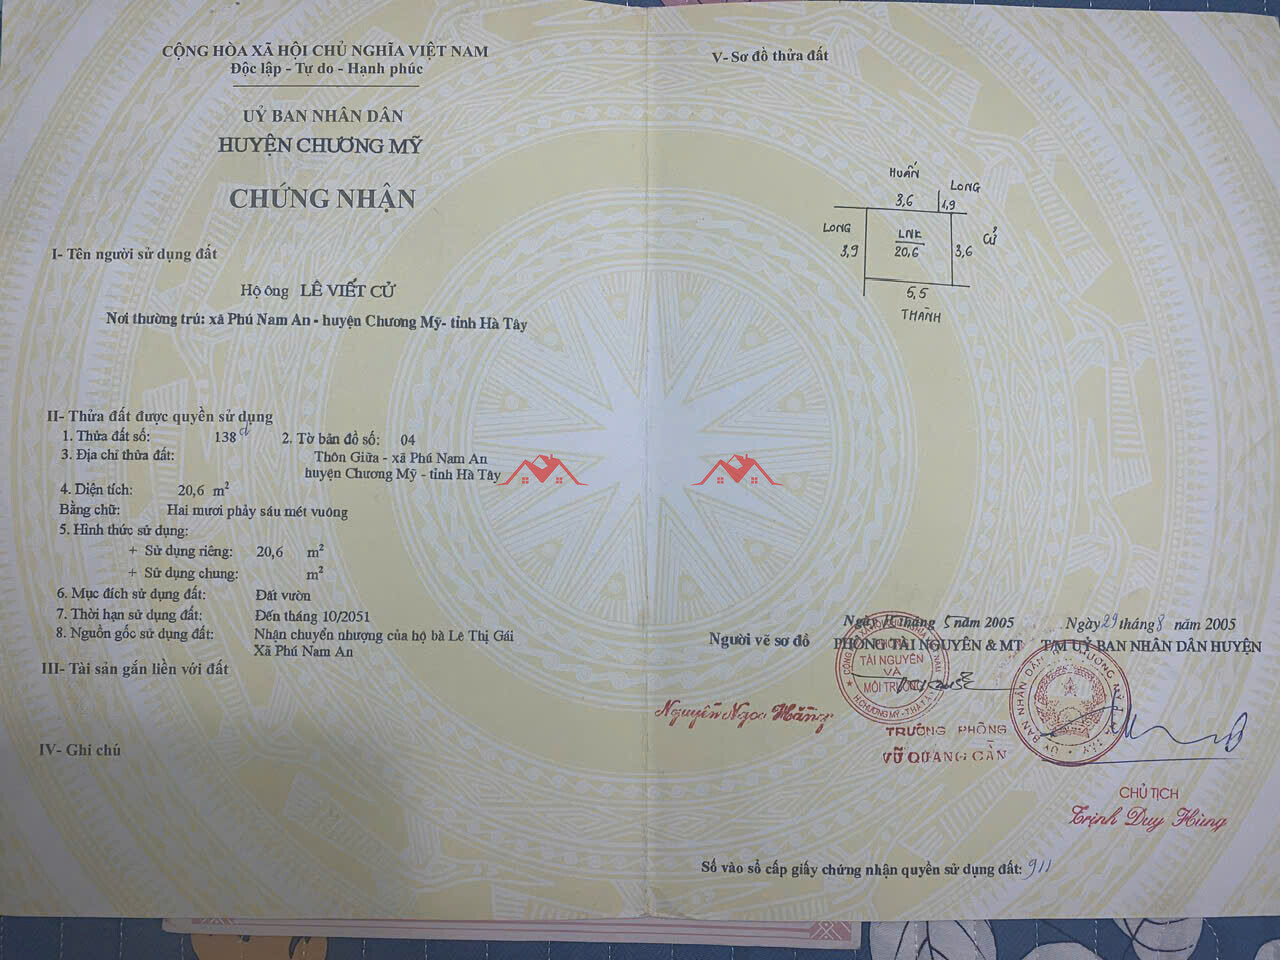 CỘNG HÒA XÃ HỘI CHỦ NGHĨA VIỆT NAM
Độc lập - Tự do - Hạnh phúc
UỶ BAN NHÂN DÂN
HUYỆN CHƯƠNG MỸ
CHỨNG NHẬN
I- Tên người sử dụng đất
Hộ ông LÊ VIẾT CỬ
Nơi thường trú: xã Phú Nam An - huyện Chương Mỹ- tỉnh Hà Tây
II- Thửa đất được quyền sử dụng
1. Thửa đất số: 138d 2. Tờ bản đồ số: 04
3. Địa chỉ thửa đất: Thôn Giữa - xã Phú Nam An
huyện Chương Mỹ - tỉnh Hà Tây
4. Diện tích: 20,6 m²
Bằng chữ: Hai mươi phảy sáu mét vuông
5. Hình thức sử dụng:
+ Sử dụng riêng: 20,6 m²
+ Sử dụng chung: m²
6. Mục đích sử dụng đất: Đất vườn
7. Thời hạn sử dụng đất: Đến tháng 10/2051
8. Nguồn gốc sử dụng đất: Nhận chuyển nhượng của hộ bà Lê Thị Gái
Xã Phú Nam An
III- Tài sản gắn liền với đất
IV- Ghi chú
V- Sơ đồ thửa đất
HUẤN
LONG
3,6 1,9
LONG
LNK
CỬ
3,9
20,6
3,6
5,5
THÀNH
Ngày tháng 5 năm 2005
Ngày 29 tháng 8 năm 2005
Người vẽ sơ đồ
PHÒNG TÀI NGUYÊN & MT
T/M UỶ BAN NHÂN DÂN HUYỆN
TÀI NGUYÊN
VÀ
MÔI TRƯỜNG
H.CHƯƠNG MỸ
Nguyễn Ngọc Hằng
TRƯỞNG PHÒNG
VŨ QUANG CẦN
CHỦ TỊCH
Trịnh Duy Hùng
Số vào sổ cấp giấy chứng nhận quyền sử dụng đất: 911